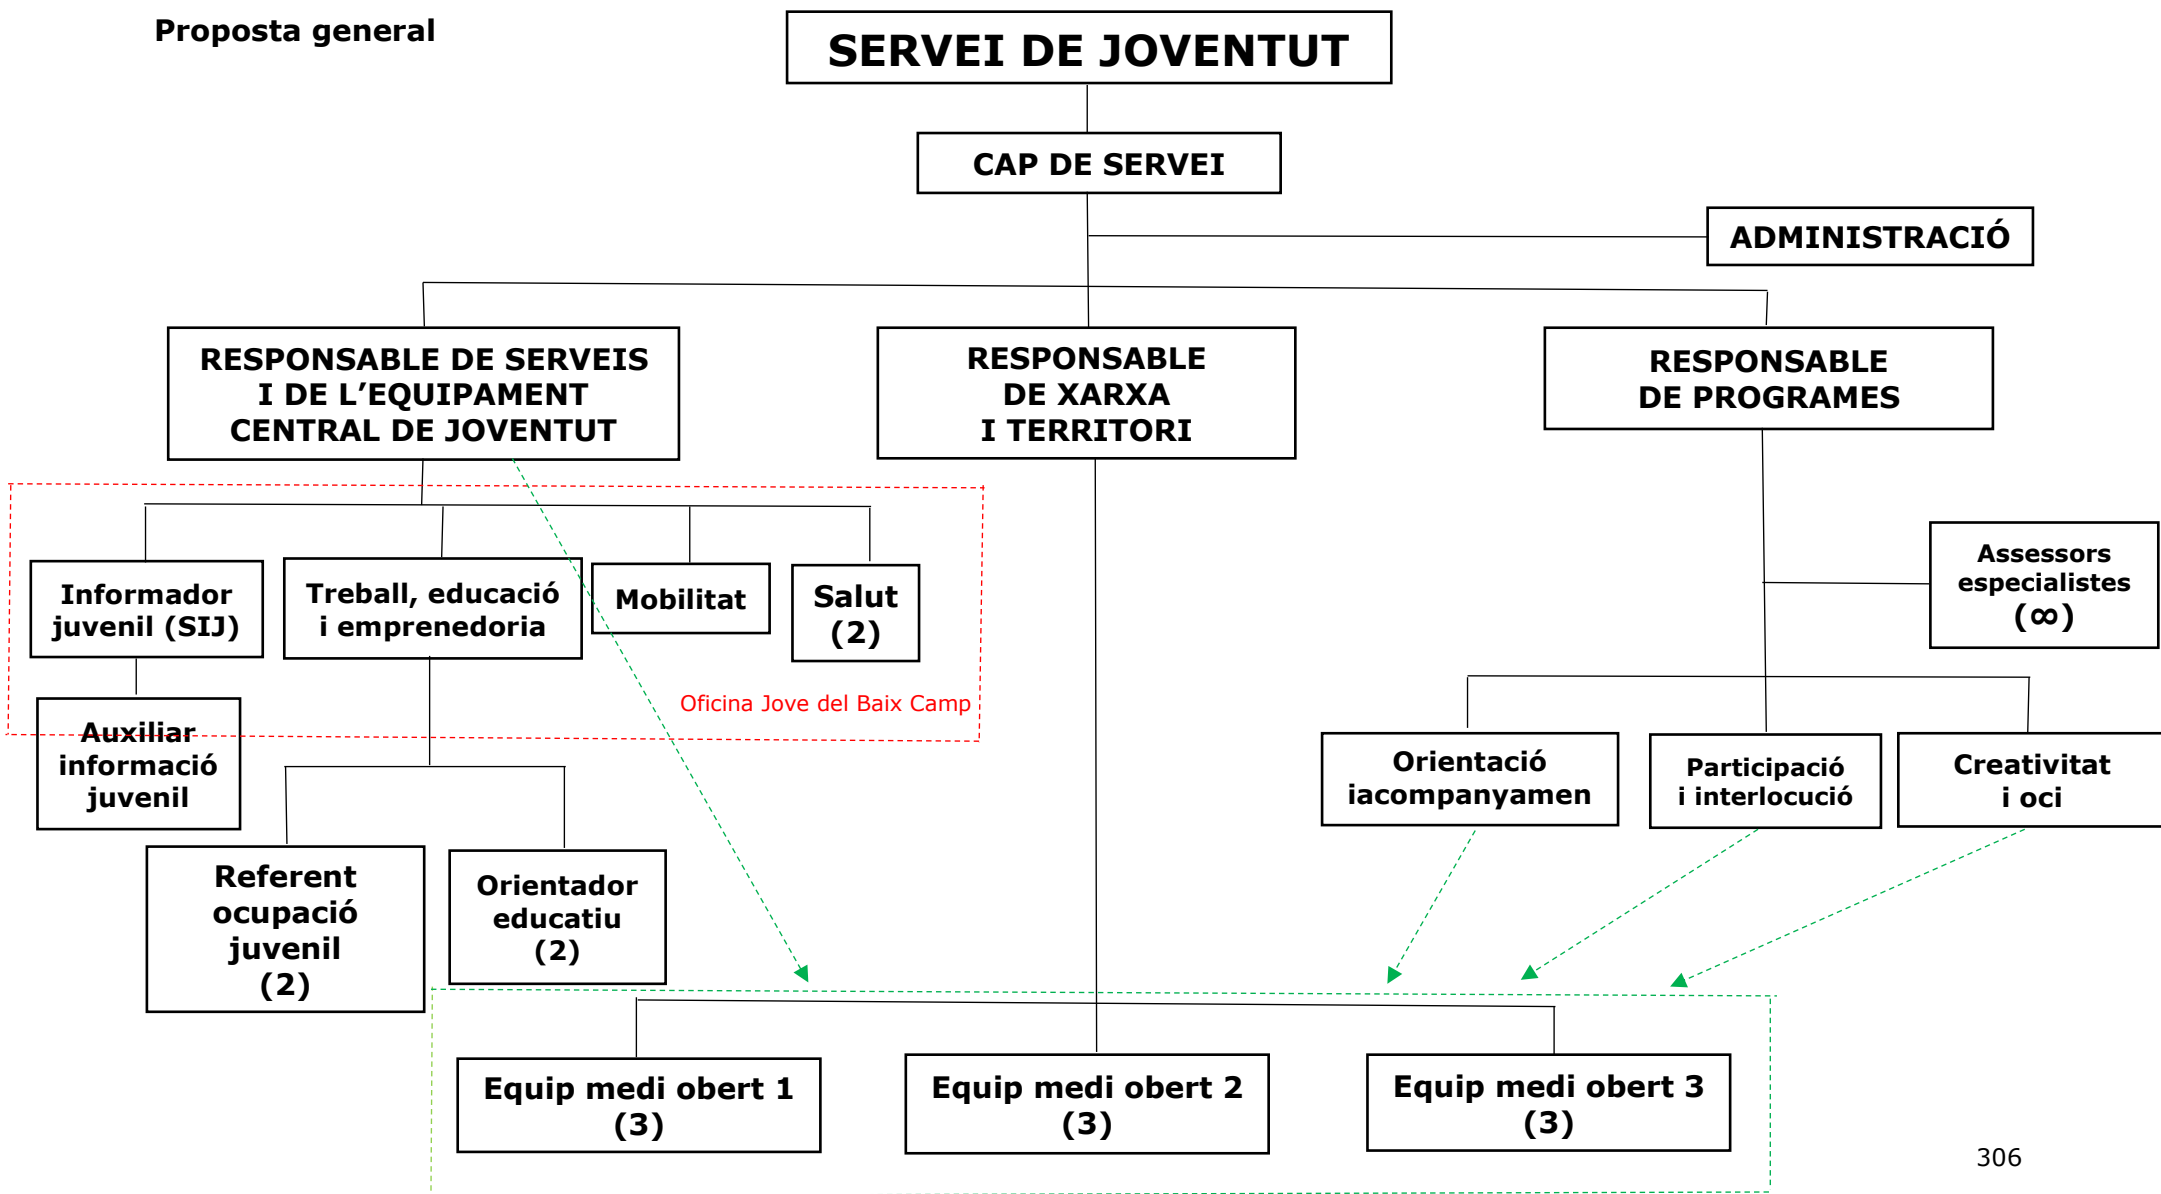 Proposta general
SERVEI DE JOVENTUT
CAP DE SERVEI
ADMINISTRACIÓ
RESPONSABLE DE SERVEIS
I DE L’EQUIPAMENT
CENTRAL DE JOVENTUT
RESPONSABLE
DE XARXA
I TERRITORI
RESPONSABLE
DE PROGRAMES
Informador
juvenil (SIJ)
Treball, educació
i emprenedoria
Mobilitat
Salut
(2)
Assessors
especialistes
(∞)
Oficina Jove del Baix Camp
Auxiliar
informació
juvenil
Orientació
iacompanyamen
Participació
i interlocució
Creativitat
i oci
Referent
ocupació
juvenil
(2)
Orientador
educatiu
(2)
Equip medi obert 1
(3)
Equip medi obert 2
(3)
Equip medi obert 3
(3)
306